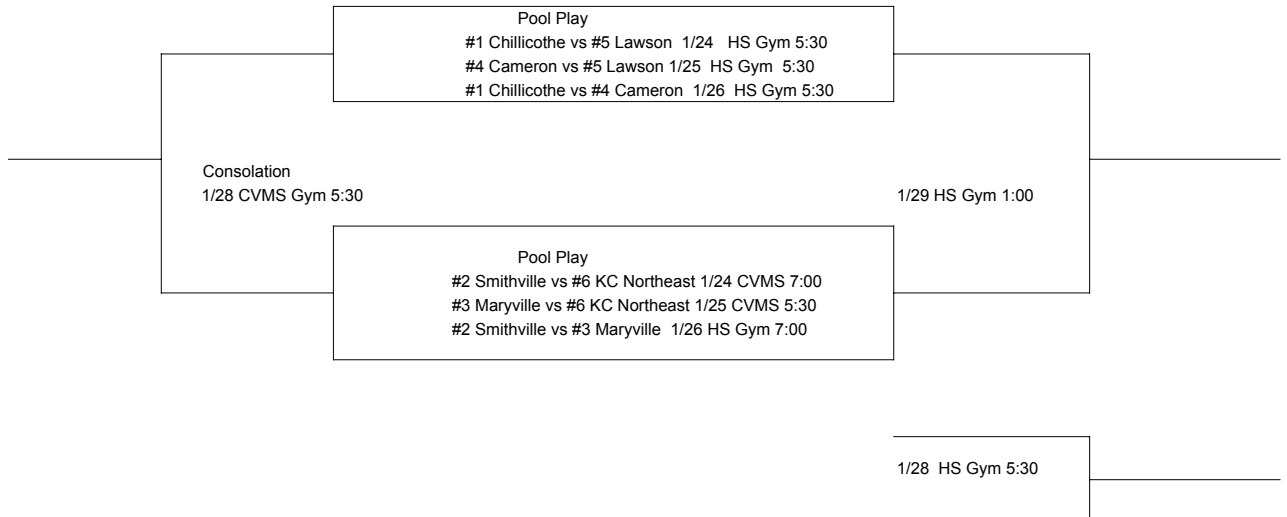 Pool Play
#1 Chillicothe vs #5 Lawson 1/24 HS Gym 5:30
#4 Cameron vs #5 Lawson 1/25 HS Gym 5:30
#1 Chillicothe vs #4 Cameron 1/26 HS Gym 5:30
Consolation
1/28 CVMS Gym 5:30
1/29 HS Gym 1:00
Pool Play
#2 Smithville vs #6 KC Northeast 1/24 CVMS 7:00
#3 Maryville vs #6 KC Northeast 1/25 CVMS 5:30
#2 Smithville vs #3 Maryville 1/26 HS Gym 7:00
1/28 HS Gym 5:30